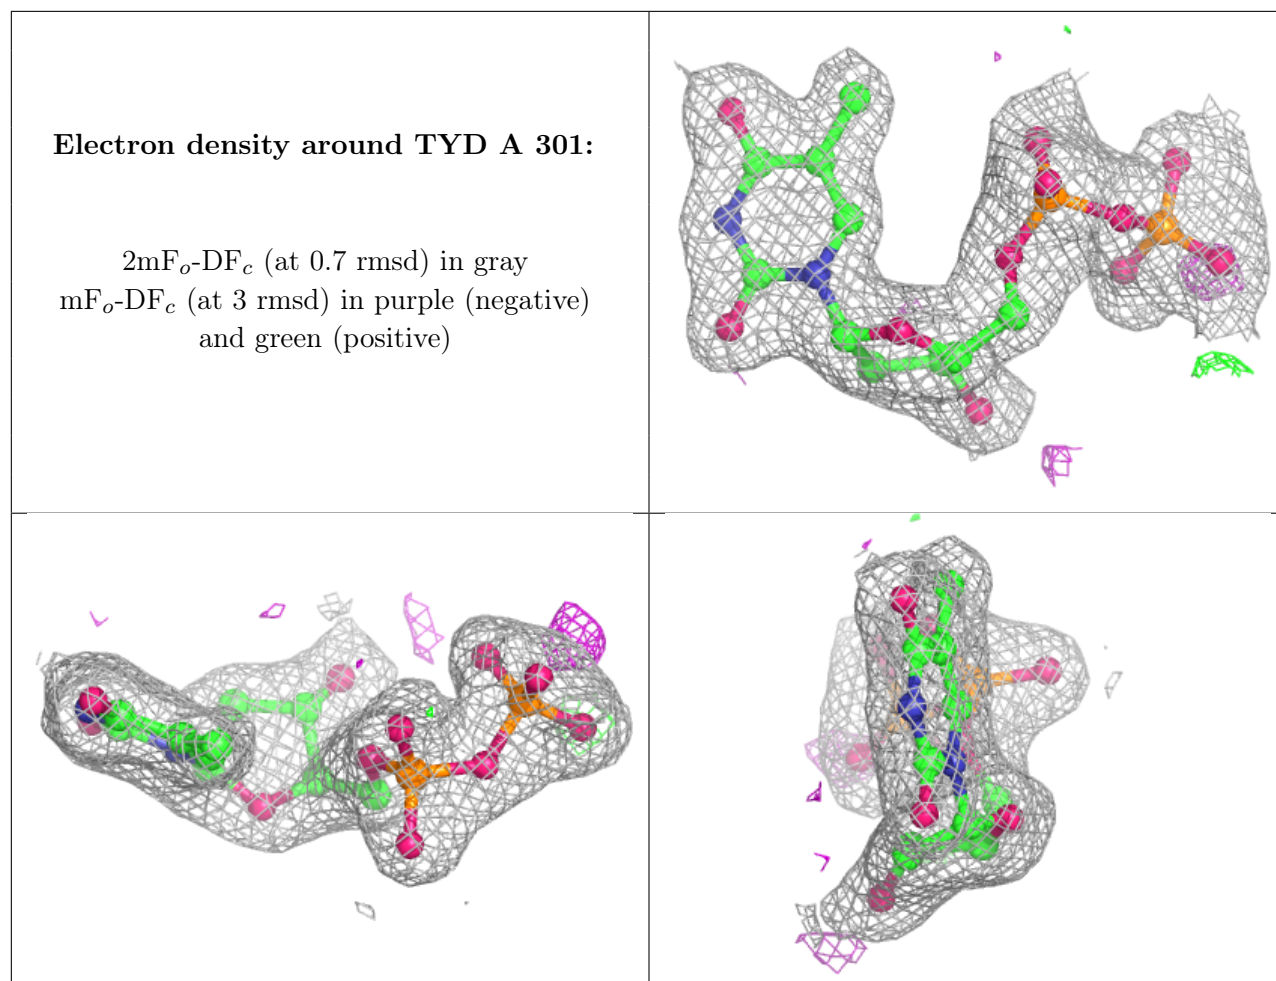 Electron density around TYD A 301:
2mFₒ-DF𝑐 (at 0.7 rmsd) in gray
mFₒ-DF𝑐 (at 3 rmsd) in purple (negative)
and green (positive)